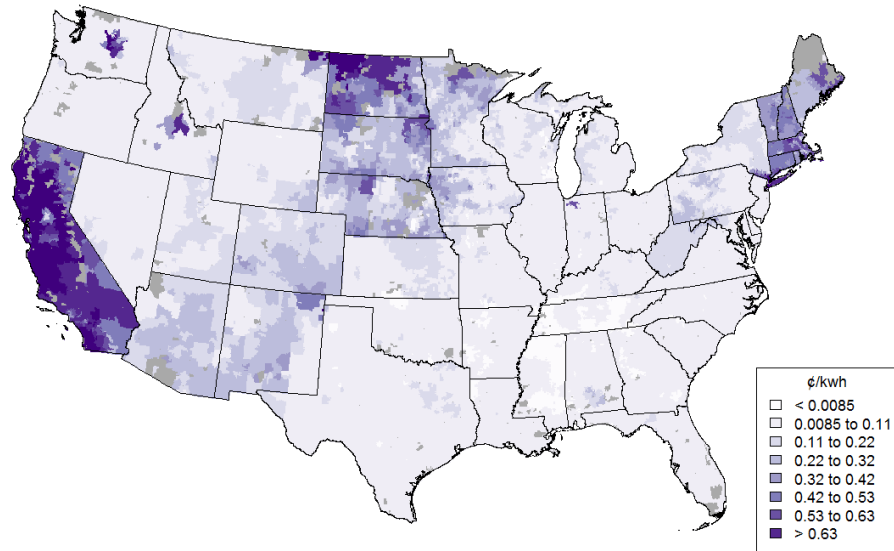 ¢/kwh
< 0.0085
0.0085 to 0.11
0.11 to 0.22
0.22 to 0.32
0.32 to 0.42
0.42 to 0.53
0.53 to 0.63
> 0.63